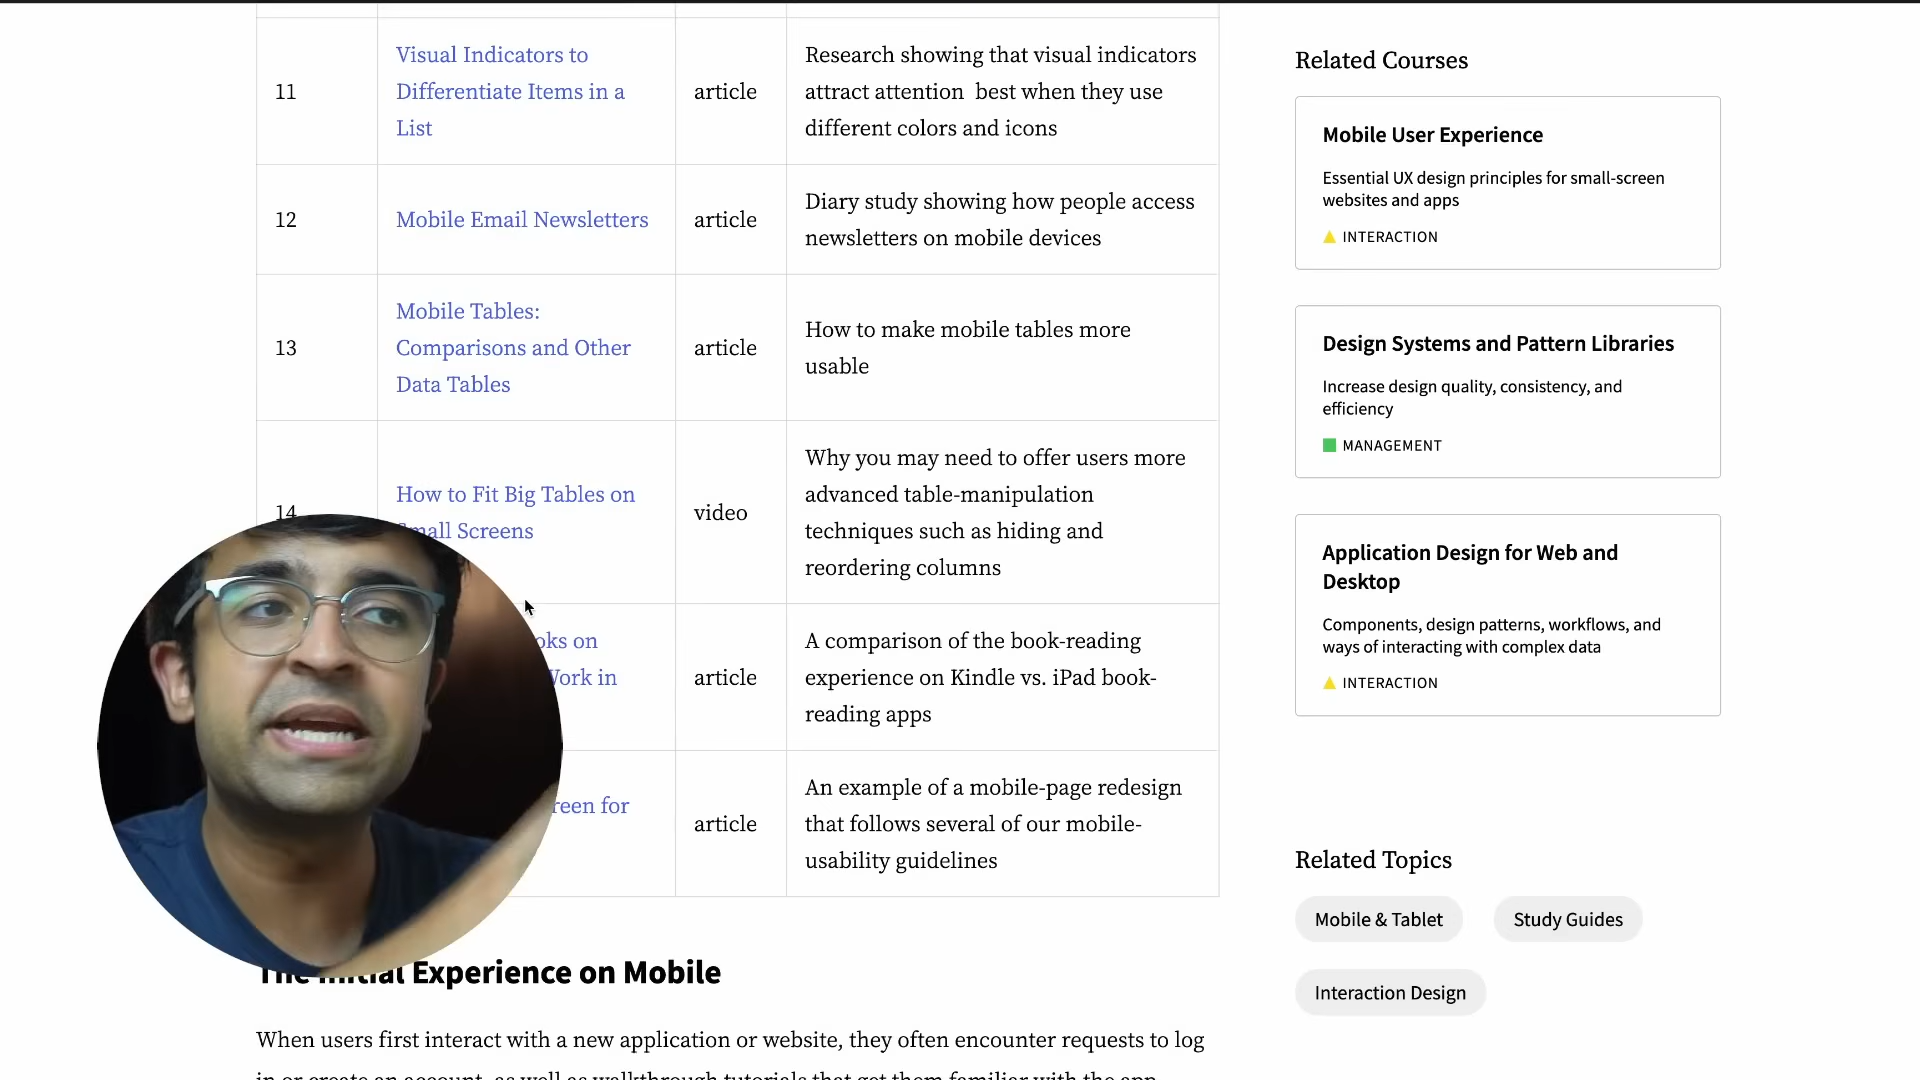 11
Visual Indicators to
Differentiate Items in a
List
article
Research showing that visual indicators
attract attention best when they use
different colors and icons
12
Mobile Email Newsletters
article
Diary study showing how people access
newsletters on mobile devices
13
Mobile Tables:
Comparisons and Other
Data Tables
article
How to make mobile tables more
usable
14
How to Fit Big Tables on
Small Screens
video
Why you may need to offer users more
advanced table-manipulation
techniques such as hiding and
reordering columns
on
Work in
article
A comparison of the book-reading
experience on Kindle vs. iPad book-
reading apps
for
article
An example of a mobile-page redesign
that follows several of our mobile-
usability guidelines
The Initial Experience on Mobile
When users first interact with a new application or website, they often encounter requests to log
in or create an account, as well as walkthrough tutorials that get them familiar with the app.
Related Courses
Mobile User Experience
Essential UX design principles for small-screen
websites and apps
INTERACTION
Design Systems and Pattern Libraries
Increase design quality, consistency, and
efficiency
MANAGEMENT
Application Design for Web and
Desktop
Components, design patterns, workflows, and
ways of interacting with complex data
INTERACTION
Related Topics
Mobile & Tablet
Study Guides
Interaction Design